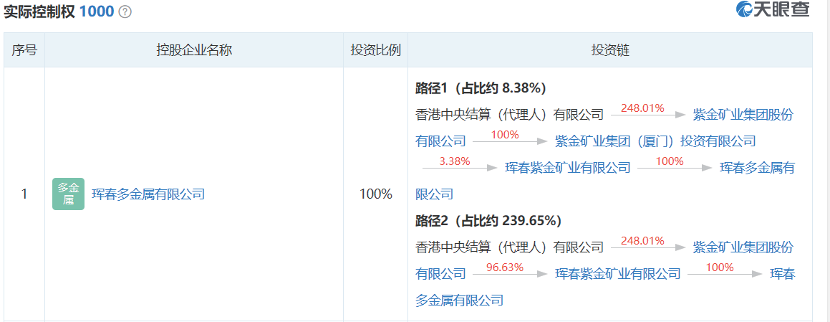 实际控制权 1000 ?
天眼查
序号 控股企业名称 投资比例 投资链
路径1（占比约 8.38%）
香港中央结算（代理人）有限公司 248.01% 紫金矿业集团股份
有限公司 100% 紫金矿业集团（厦门）投资有限公司
3.38% 珲春紫金矿业有限公司 100% 珲春多金属有
限公司
1 多金属 珲春多金属有限公司 100%
路径2（占比约 239.65%）
香港中央结算（代理人）有限公司 248.01% 紫金矿业集团股份
有限公司 96.63% 珲春紫金矿业有限公司 100% 珲春
多金属有限公司